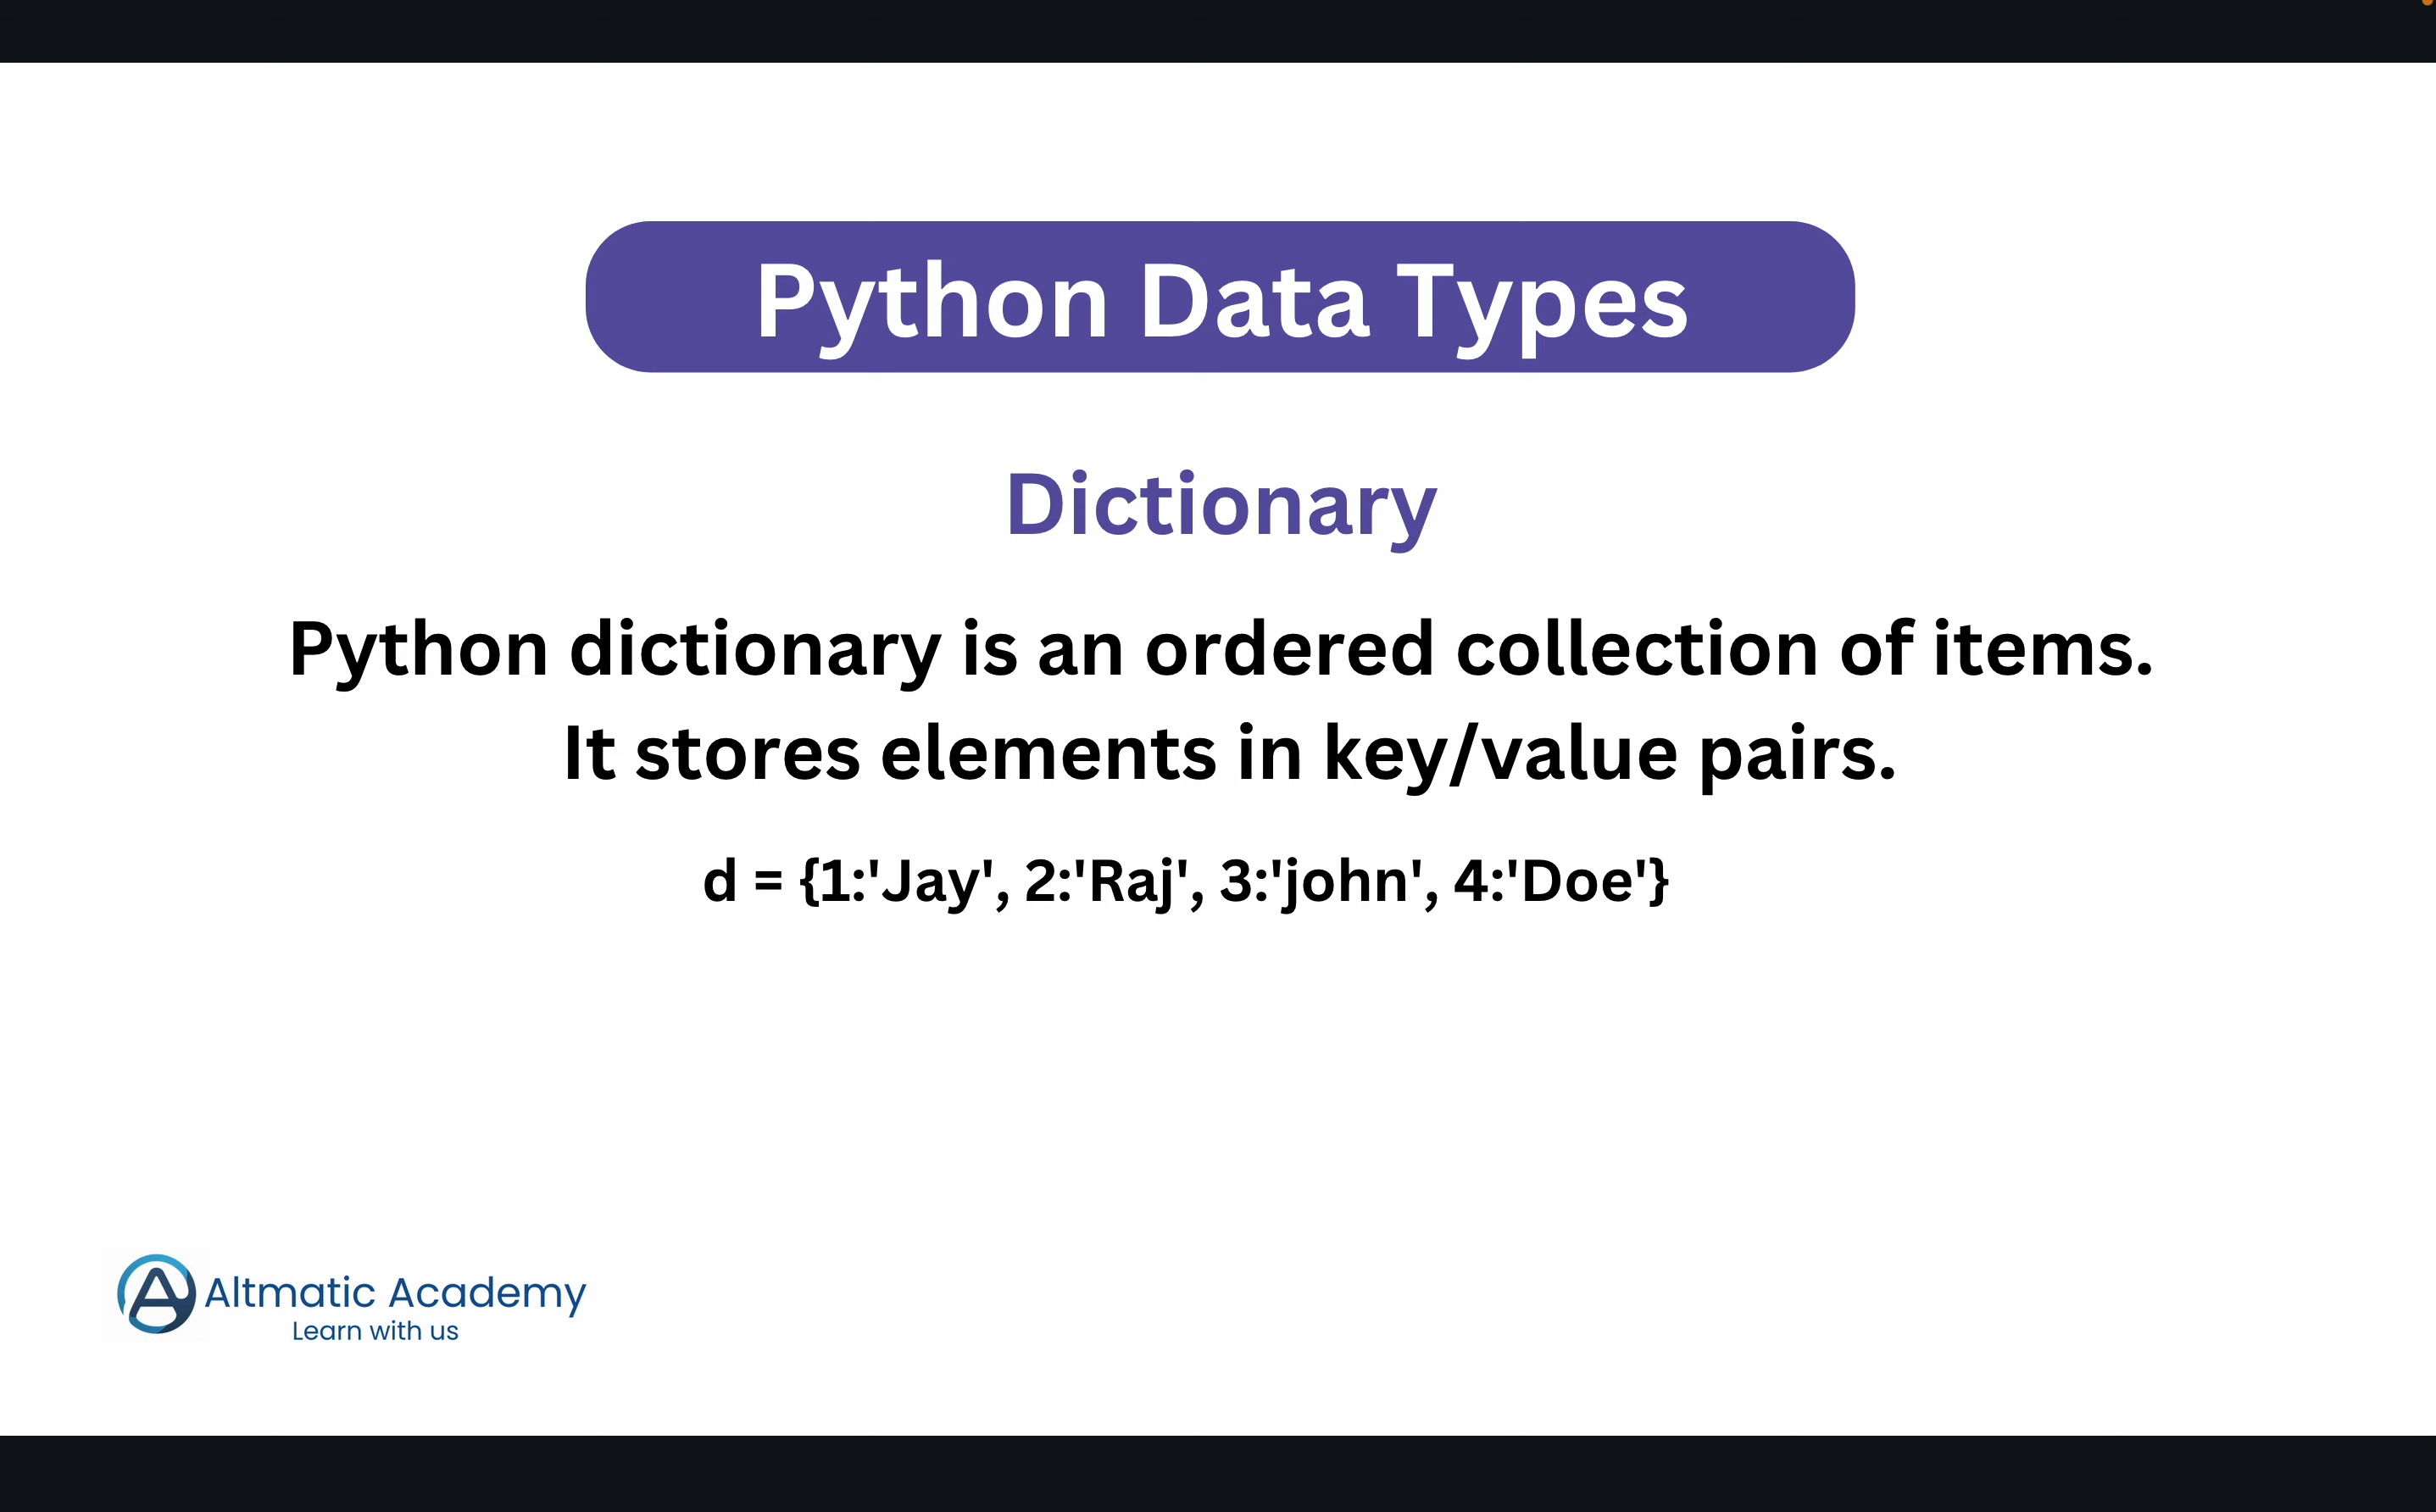 Python Data Types
Dictionary
Python dictionary is an ordered collection of items.
It stores elements in key/value pairs.
d = {1:'Jay', 2:'Raj', 3:'john', 4:'Doe'}
Altmatic Academy
Learn with us